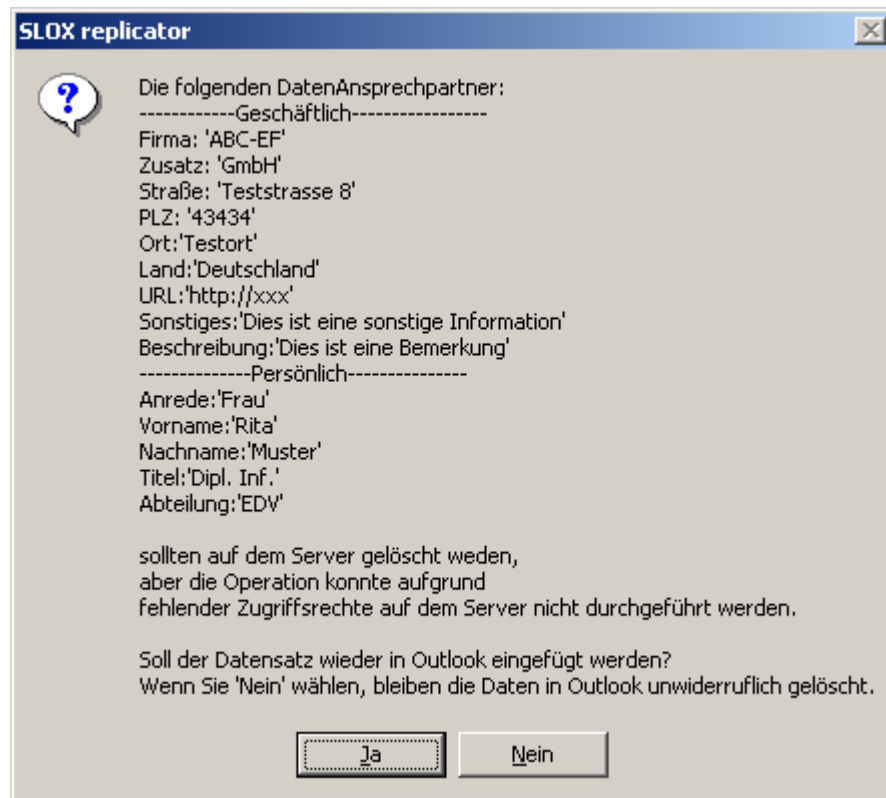 SLOX replicator
Die folgenden DatenAnsprechpartner:
------------Geschäftlich-----------------
Firma: 'ABC-EF'
Zusatz: 'GmbH'
Straße: 'Teststrasse 8'
PLZ: '43434'
Ort:'Testort'
Land:'Deutschland'
URL:'http://xxx'
Sonstiges:'Dies ist eine sonstige Information'
Beschreibung:'Dies ist eine Bemerkung'
--------------Persönlich---------------
Anrede:'Frau'
Vorname:'Rita'
Nachname:'Muster'
Titel:'Dipl. Inf.'
Abteilung:'EDV'
sollten auf dem Server gelöscht weden,
aber die Operation konnte aufgrund
fehlender Zugriffsrechte auf dem Server nicht durchgeführt werden.
Soll der Datensatz wieder in Outlook eingefügt werden?
Wenn Sie 'Nein' wählen, bleiben die Daten in Outlook unwiderruflich gelöscht.
Ja
Nein